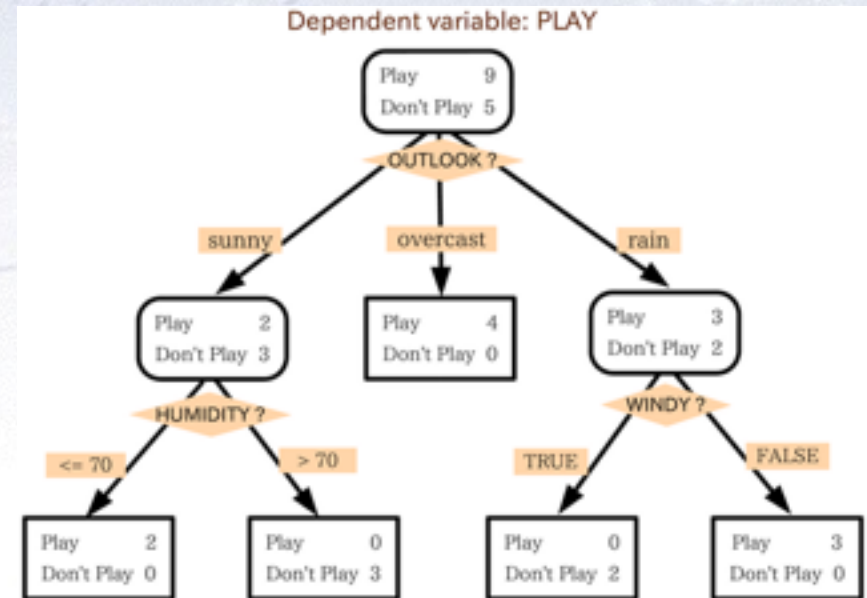 Dependent variable: PLAY
Play 9
Don't Play 5
OUTLOOK ?
sunny
overcast
rain
Play 2
Don't Play 3
Play 4
Don't Play 0
Play 3
Don't Play 2
HUMIDITY ?
WINDY ?
<= 70
> 70
TRUE
FALSE
Play 2
Don't Play 0
Play 0
Don't Play 3
Play 0
Don't Play 2
Play 3
Don't Play 0